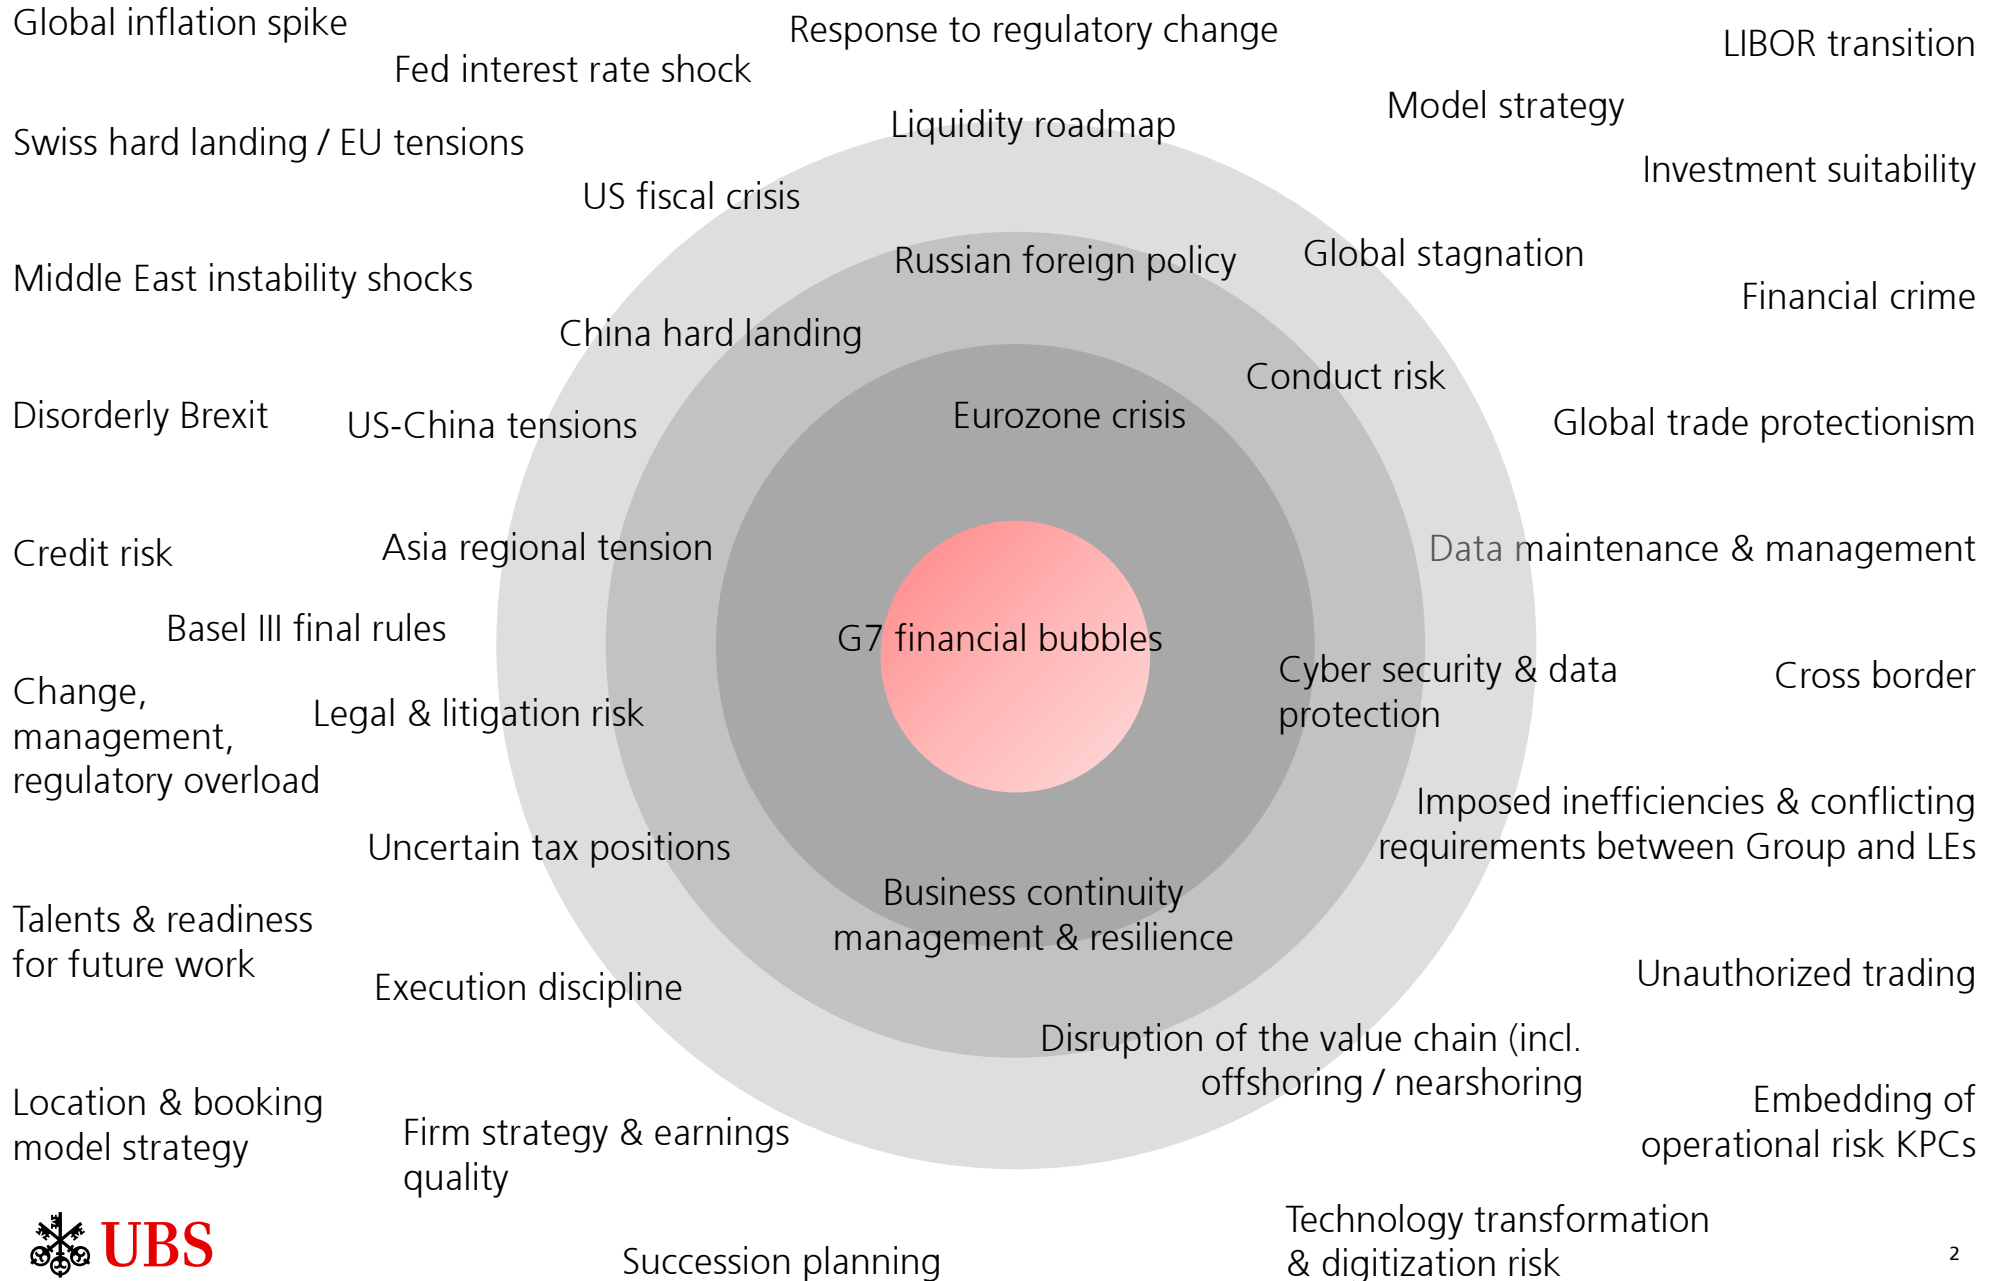 Global inflation spike
Response to regulatory change
LIBOR transition
Fed interest rate shock
Model strategy
Liquidity roadmap
Swiss hard landing / EU tensions
Investment suitability
US fiscal crisis
Global stagnation
Russian foreign policy
Middle East instability shocks
Financial crime
China hard landing
Conduct risk
Disorderly Brexit
US-China tensions
Eurozone crisis
Global trade protectionism
Credit risk
Asia regional tension
Data maintenance & management
Basel III final rules
G7 financial bubbles
Cyber security & data
protection
Cross border
Change,
management,
regulatory overload
Legal & litigation risk
Imposed inefficiencies & conflicting
requirements between Group and LEs
Uncertain tax positions
Business continuity
management & resilience
Talents & readiness
for future work
Unauthorized trading
Execution discipline
Disruption of the value chain (incl.
offshoring / nearshoring
Location & booking
model strategy
Embedding of
operational risk KPCs
Firm strategy & earnings
quality
Technology transformation
& digitization risk
Succession planning
UBS
2